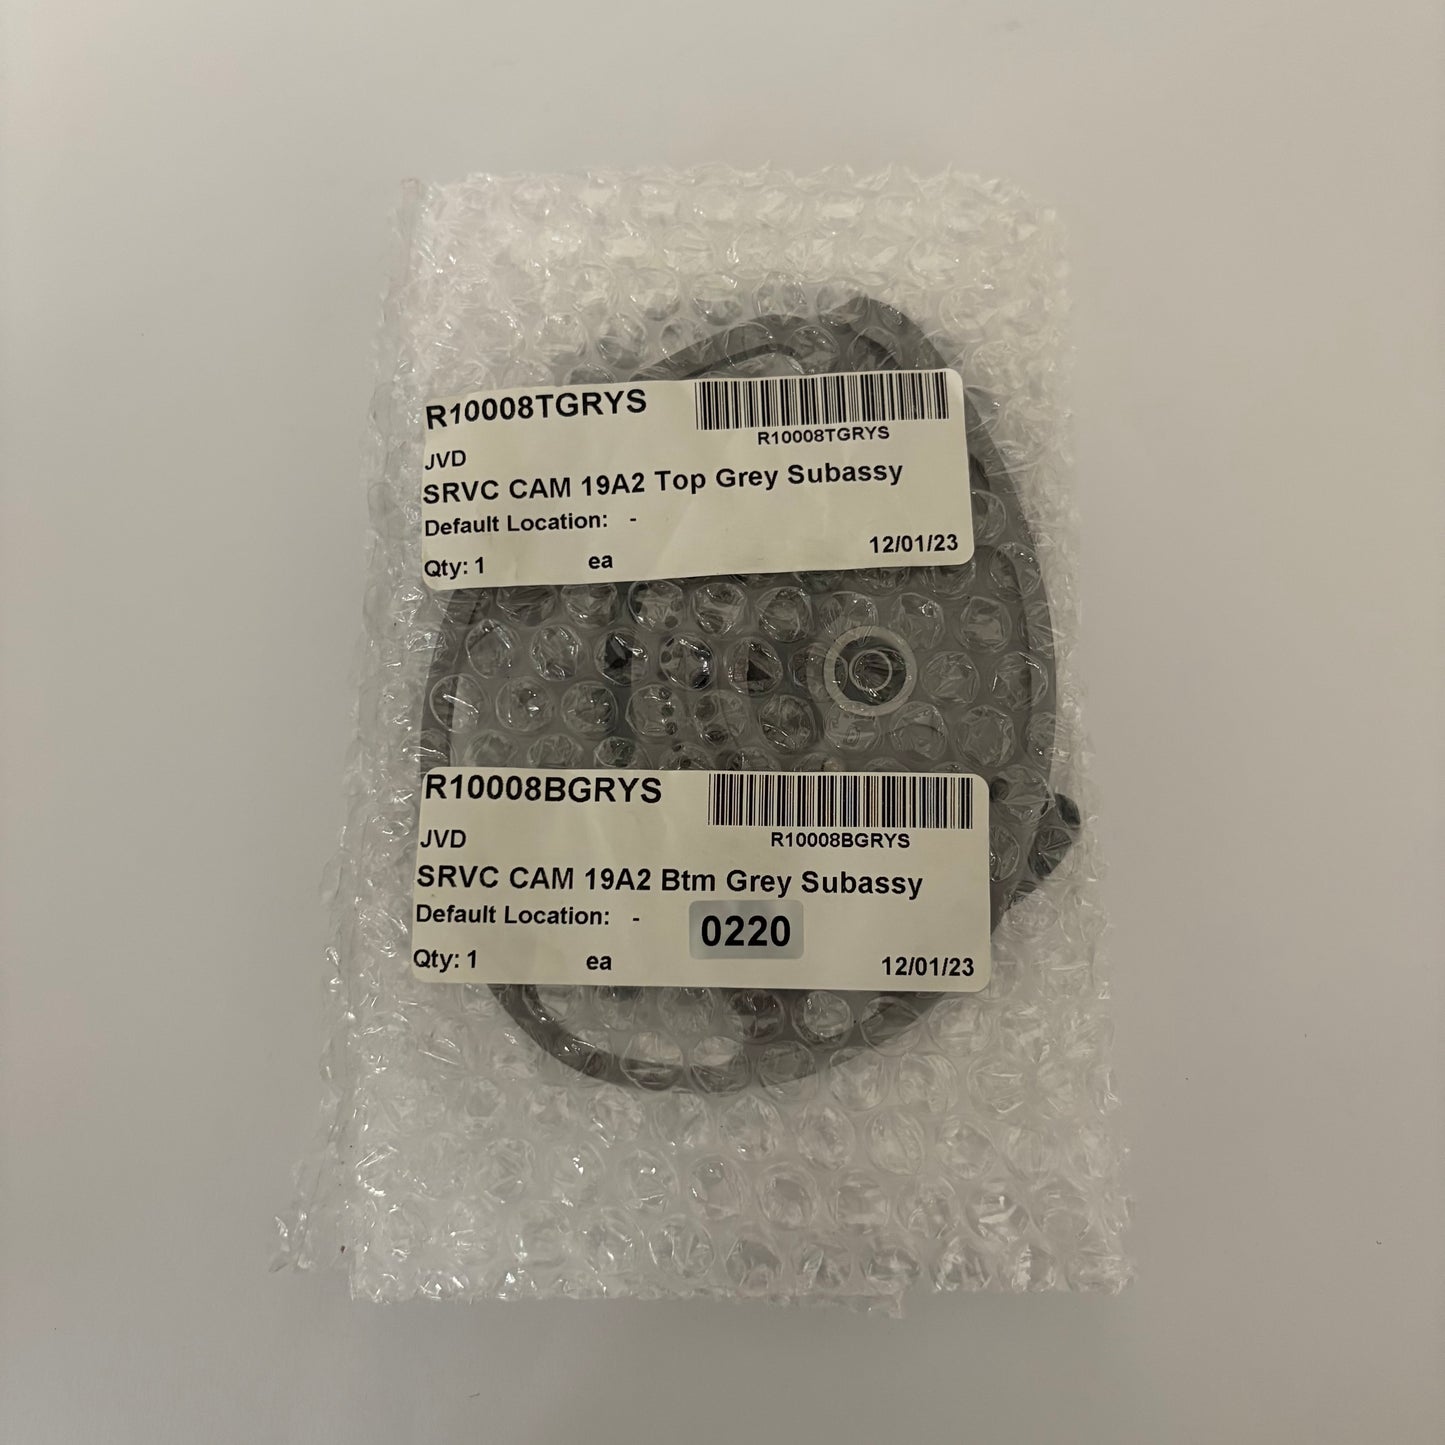 R10008TGRYS
R10008TGRYS
JVD
SRVC CAM 19A2 Top Grey Subassy
Default Location: -
12/01/23
Qty: 1 ea
R10008BGRYS
R10008BGRYS
JVD
SRVC CAM 19A2 Btm Grey Subassy
Default Location: -
0220
Qty: 1 ea
12/01/23